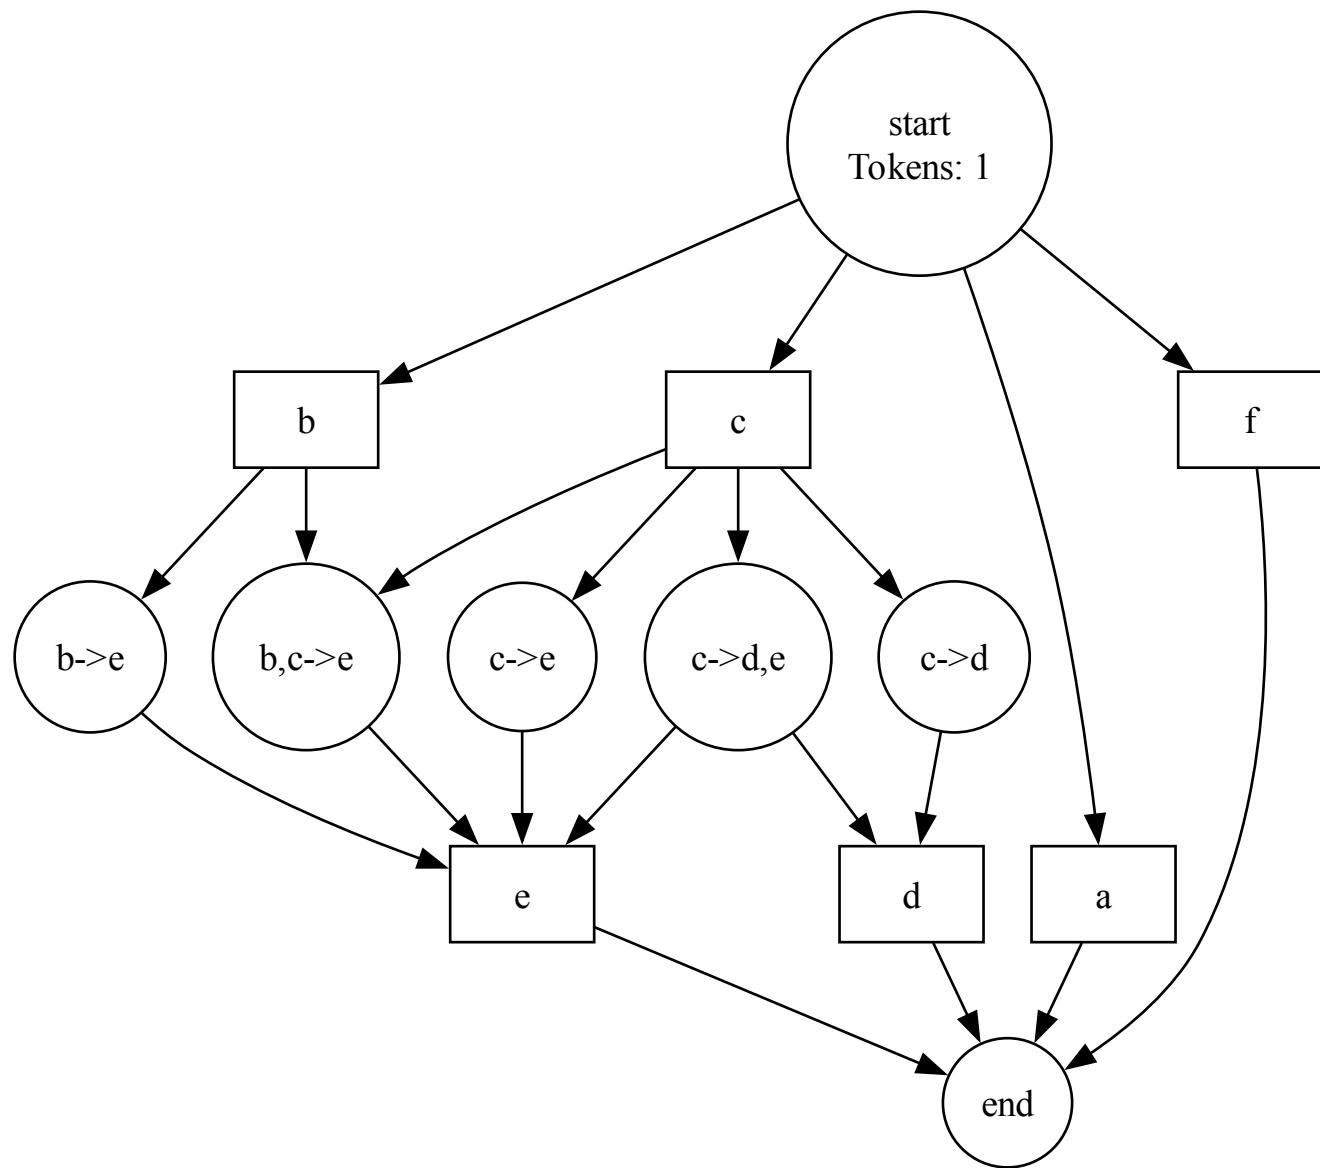 start
Tokens: 1
b
c
f
b->e
b,c->e
c->e
c->d,e
c->d
e
d
a
end